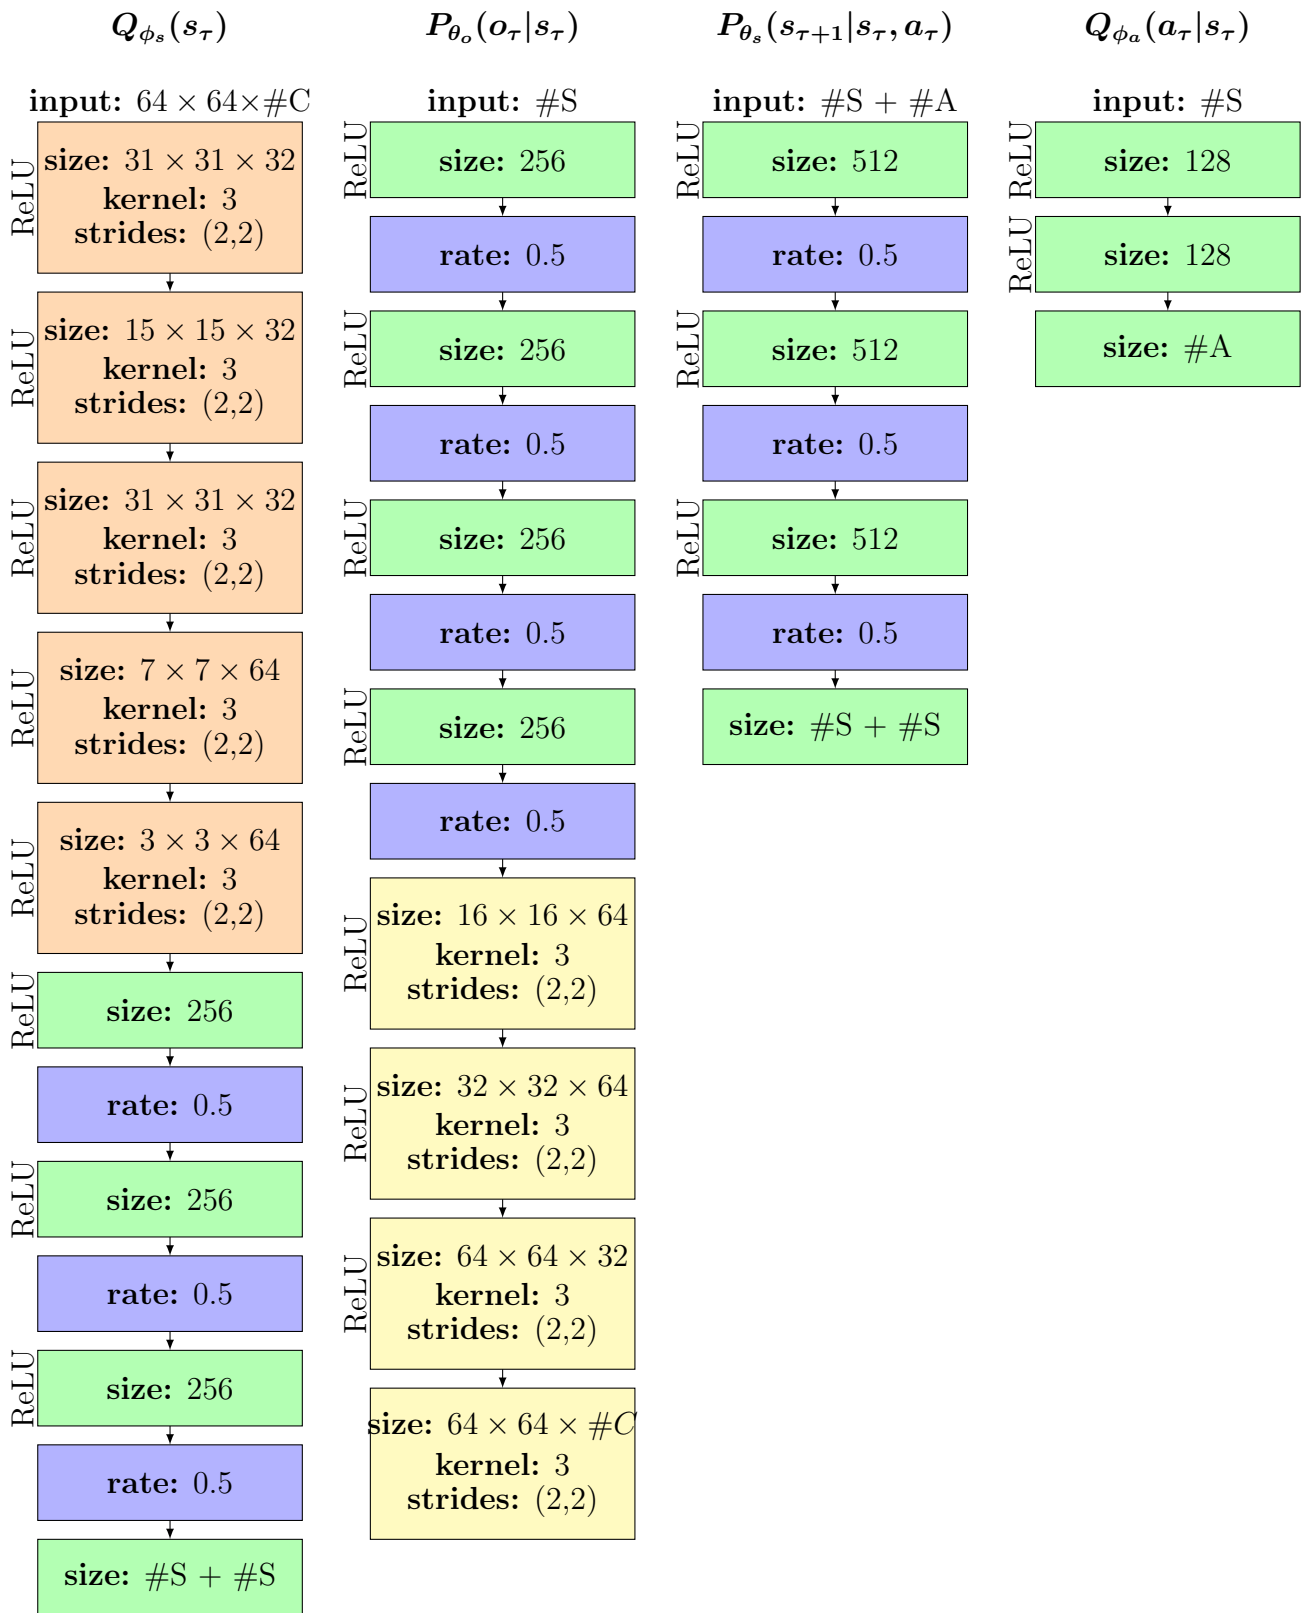 Q_{ϕ_s}(s_τ)
input: 64 × 64×#C
ReLU
size: 31 × 31 × 32
kernel: 3
strides: (2,2)
ReLU
size: 15 × 15 × 32
kernel: 3
strides: (2,2)
ReLU
size: 31 × 31 × 32
kernel: 3
strides: (2,2)
ReLU
size: 7 × 7 × 64
kernel: 3
strides: (2,2)
ReLU
size: 3 × 3 × 64
kernel: 3
strides: (2,2)
ReLU
size: 256
rate: 0.5
ReLU
size: 256
rate: 0.5
ReLU
size: 256
rate: 0.5
size: #S + #S
P_{θ_o}(o_τ|s_τ)
input: #S
ReLU
size: 256
rate: 0.5
ReLU
size: 256
rate: 0.5
ReLU
size: 256
rate: 0.5
ReLU
size: 256
rate: 0.5
ReLU
size: 16 × 16 × 64
kernel: 3
strides: (2,2)
ReLU
size: 32 × 32 × 64
kernel: 3
strides: (2,2)
ReLU
size: 64 × 64 × 32
kernel: 3
strides: (2,2)
size: 64 × 64 × #C
kernel: 3
strides: (2,2)
P_{θ_s}(s_{τ+1}|s_τ, a_τ)
input: #S + #A
ReLU
size: 512
rate: 0.5
ReLU
size: 512
rate: 0.5
ReLU
size: 512
rate: 0.5
size: #S + #S
Q_{ϕ_a}(a_τ|s_τ)
input: #S
ReLU
size: 128
ReLU
size: 128
size: #A